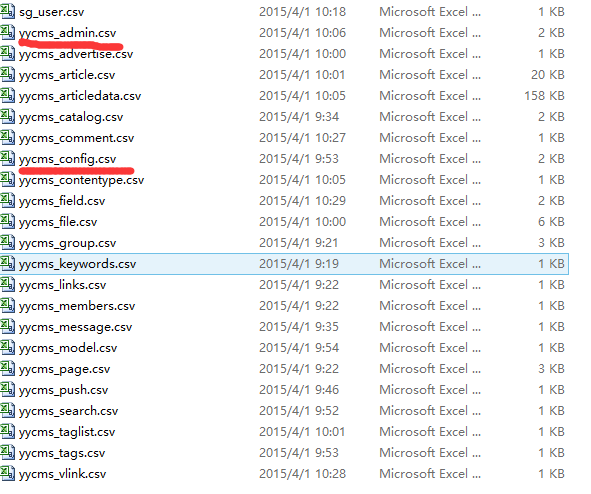 sg_user.csv 2015/4/1 10:18 Microsoft Excel ... 1 KB
yycms_admin.csv 2015/4/1 10:06 Microsoft Excel ... 2 KB
yycms_advertise.csv 2015/4/1 10:00 Microsoft Excel ... 1 KB
yycms_article.csv 2015/4/1 10:01 Microsoft Excel ... 20 KB
yycms_articledata.csv 2015/4/1 10:05 Microsoft Excel ... 158 KB
yycms_catalog.csv 2015/4/1 9:34 Microsoft Excel ... 2 KB
yycms_comment.csv 2015/4/1 10:27 Microsoft Excel ... 1 KB
yycms_config.csv 2015/4/1 9:53 Microsoft Excel ... 2 KB
yycms_contentype.csv 2015/4/1 10:05 Microsoft Excel ... 1 KB
yycms_field.csv 2015/4/1 10:29 Microsoft Excel ... 2 KB
yycms_file.csv 2015/4/1 10:00 Microsoft Excel ... 6 KB
yycms_group.csv 2015/4/1 9:21 Microsoft Excel ... 3 KB
yycms_keywords.csv 2015/4/1 9:19 Microsoft Excel ... 1 KB
yycms_links.csv 2015/4/1 9:22 Microsoft Excel ... 1 KB
yycms_members.csv 2015/4/1 9:22 Microsoft Excel ... 1 KB
yycms_message.csv 2015/4/1 9:35 Microsoft Excel ... 1 KB
yycms_model.csv 2015/4/1 9:54 Microsoft Excel ... 1 KB
yycms_page.csv 2015/4/1 9:22 Microsoft Excel ... 3 KB
yycms_push.csv 2015/4/1 9:46 Microsoft Excel ... 1 KB
yycms_search.csv 2015/4/1 9:52 Microsoft Excel ... 1 KB
yycms_taglist.csv 2015/4/1 10:01 Microsoft Excel ... 1 KB
yycms_tags.csv 2015/4/1 9:53 Microsoft Excel ... 1 KB
yycms_vlink.csv 2015/4/1 10:28 Microsoft Excel ... 1 KB